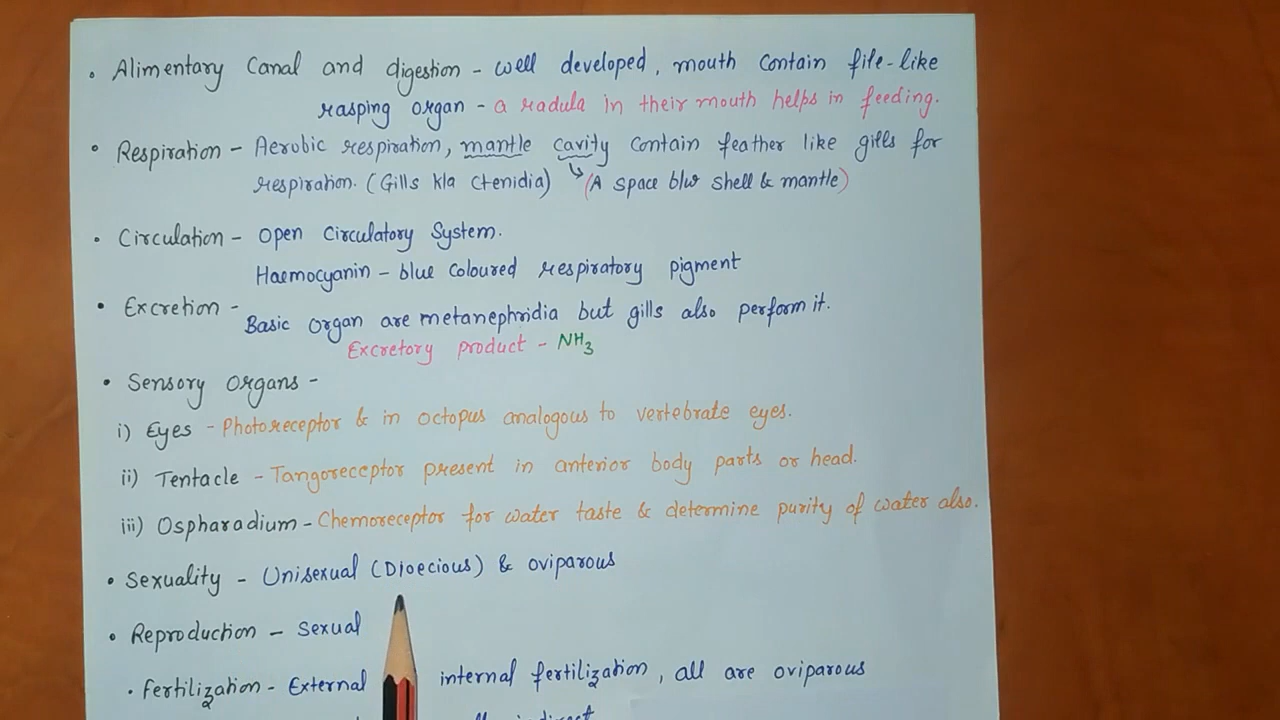 • Alimentary Canal and digestion - well developed, mouth contain file-like
rasping organ - a radula in their mouth helps in feeding.
• Respiration - Aerobic respiration, mantle cavity contain feather like gills for
respiration. (Gills k/a Ctenidia) (A space b/w shell & mantle)
• Circulation - Open Circulatory System.
Haemocyanin - blue coloured respiratory pigment
• Excretion -
Basic organ are metanephridia but gills also perform it.
Excretory product - NH3
• Sensory Organs -
i) Eyes - Photoreceptor & in octopus analogous to vertebrate eyes.
ii) Tentacle - Tangoreceptor present in anterior body parts or head.
iii) Ospharadium - Chemoreceptor for water taste & determine purity of water also.
• Sexuality - Unisexual (Dioecious) & oviparous
• Reproduction - Sexual
• Fertilization - External internal fertilization, all are oviparous